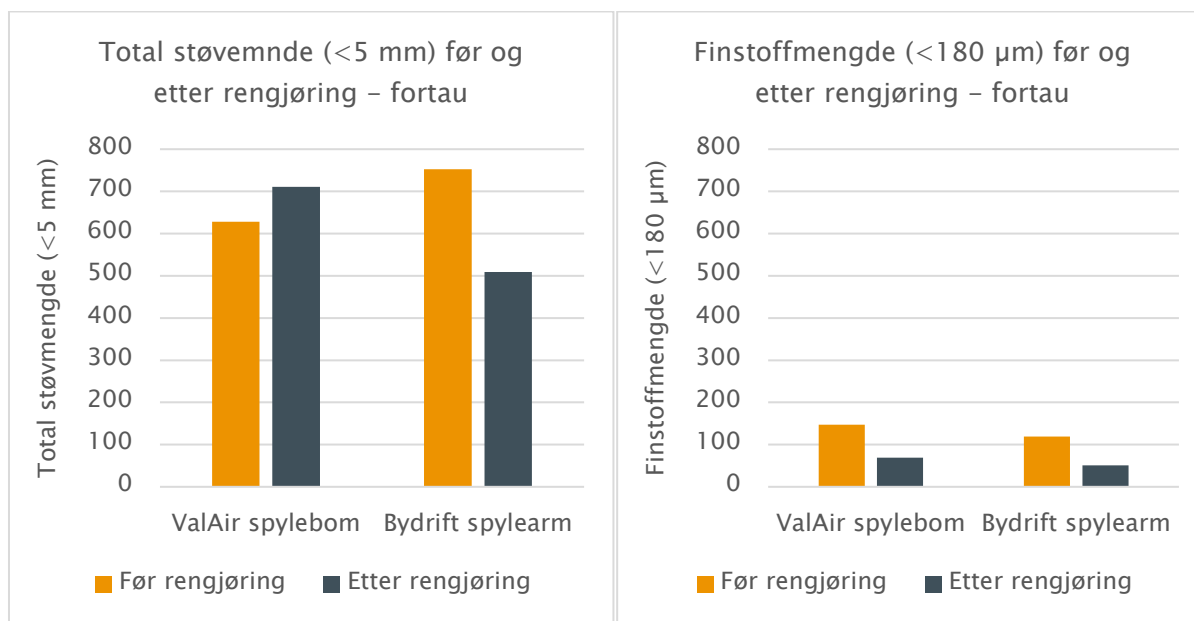 Total støvemnde (<5 mm) før og
etter rengjøring – fortau
Total støvmengde (<5 mm)
800
700
600
500
400
300
200
100
0
ValAir spylebom
Bydrift spylearm
Før rengjøring
Etter rengjøring
Finstoffmengde (<180 µm) før og
etter rengjøring – fortau
Finstoffmengde (<180 µm)
800
700
600
500
400
300
200
100
0
ValAir spylebom
Bydrift spylearm
Før rengjøring
Etter rengjøring